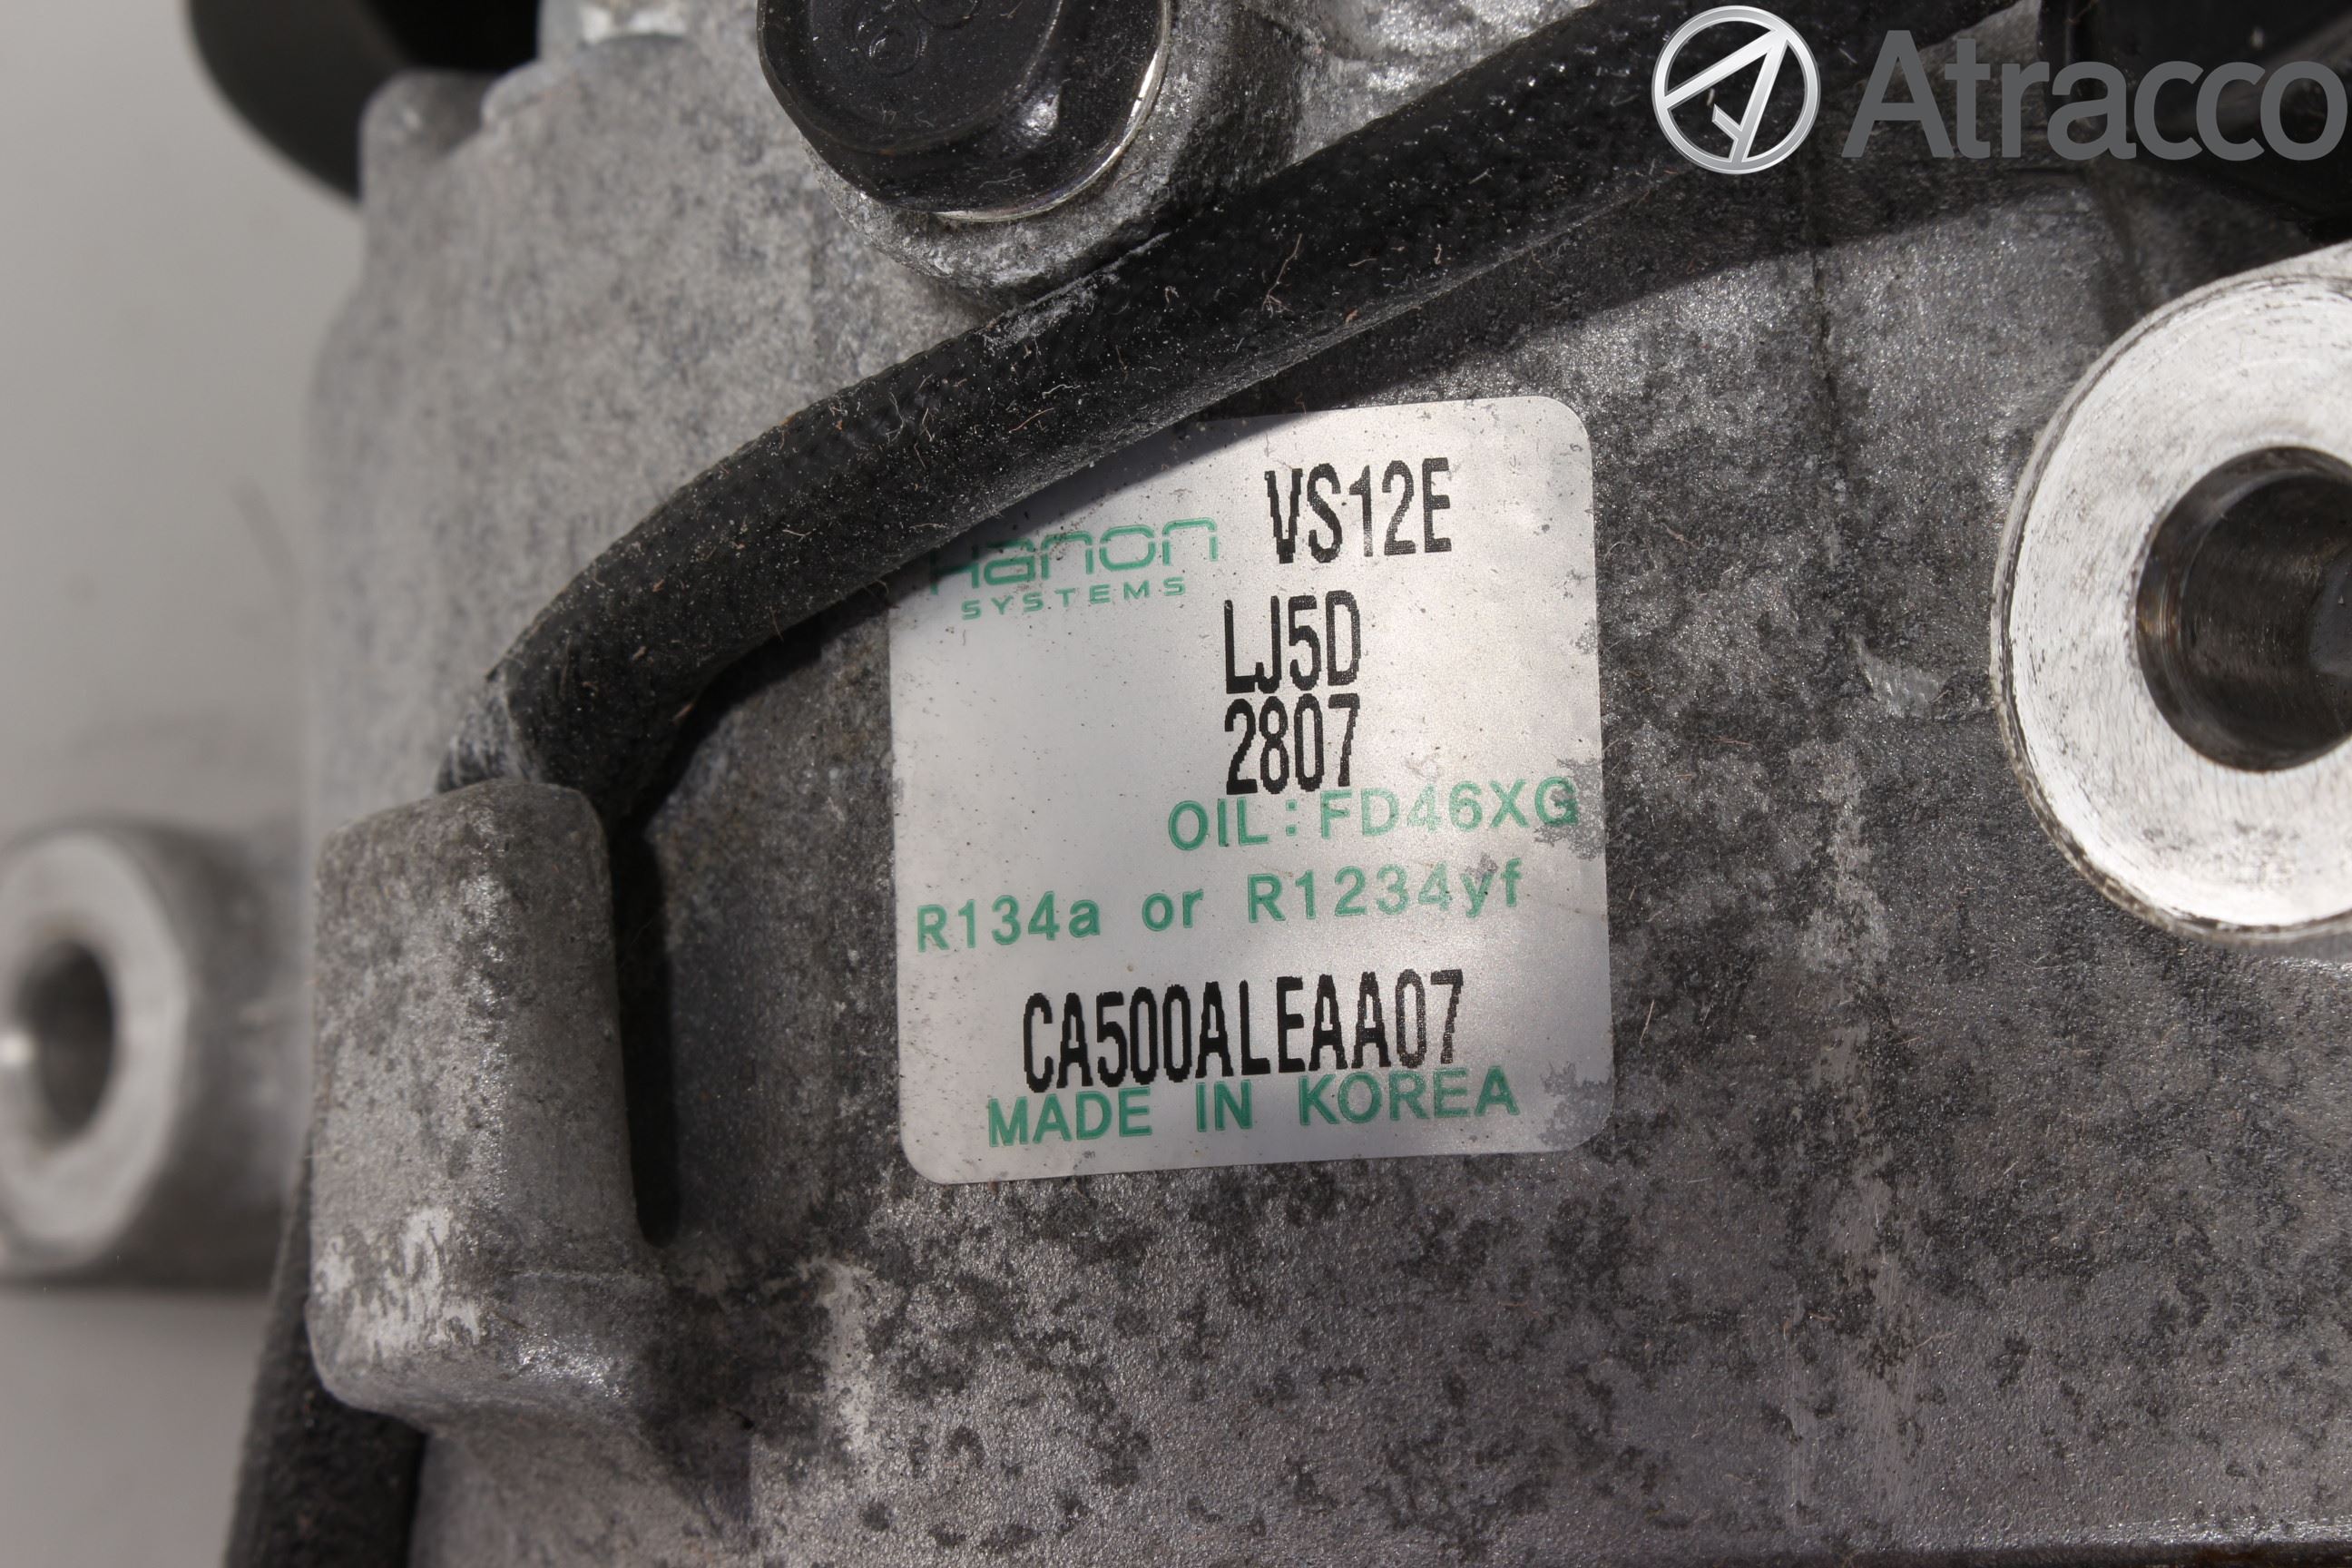 Atracco
Hanon VS12E
SYSTEMS
LJ5D
2807
OIL:FD46XG
R134a or R1234yf
CA500ALEAA07
MADE IN KOREA